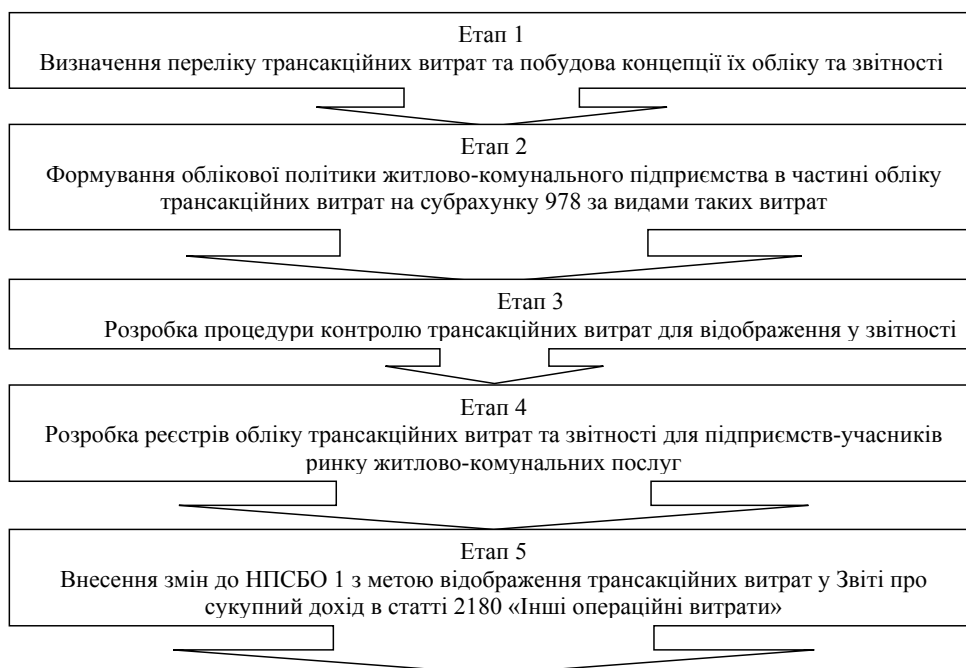 Етап 1
Визначення переліку трансакційних витрат та побудова концепції їх обліку та звітності
Етап 2
Формування облікової політики житлово-комунального підприємства в частині обліку
трансакційних витрат на субрахунку 978 за видами таких витрат
Етап 3
Розробка процедури контролю трансакційних витрат для відображення у звітності
Етап 4
Розробка реєстрів обліку трансакційних витрат та звітності для підприємств-учасників
ринку житлово-комунальних послуг
Етап 5
Внесення змін до НПСБО 1 з метою відображення трансакційних витрат у Звіті про
сукупний дохід в статті 2180 «Інші операційні витрати»